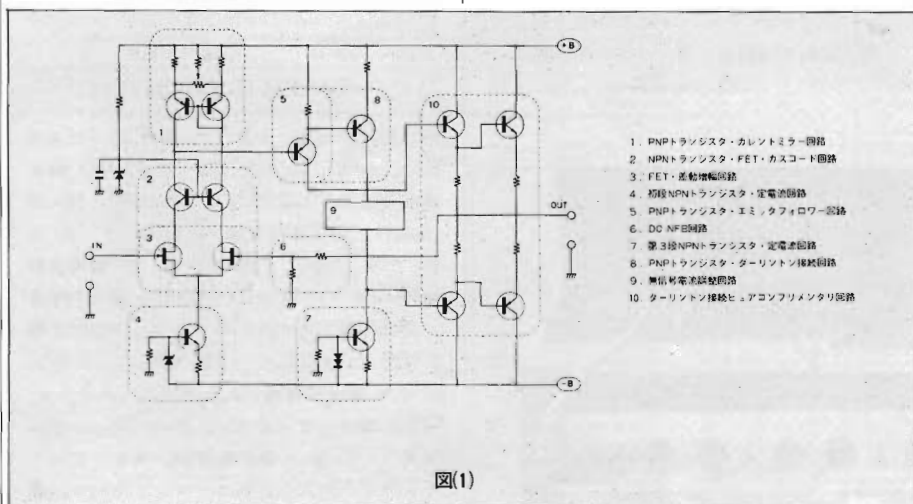 +B
1
2
3
4
5
6
7
8
9
10
IN
OUT
-B
1. PNPトランジスタ・カレントミラー回路
2. NPNトランジスタ・FET・カスコード回路
3. FET・差動増幅回路
4. 初段NPNトランジスタ・定電流回路
5. PNPトランジスタ・エミッタフォロワー回路
6. DC NFB回路
7. 第3段NPNトランジスタ・定電流回路
8. PNPトランジスタ・ダーリントン接続回路
9. 無信号電流調整回路
10. ダーリントン接続ピュアコンプリメンタリ回路
図(1)